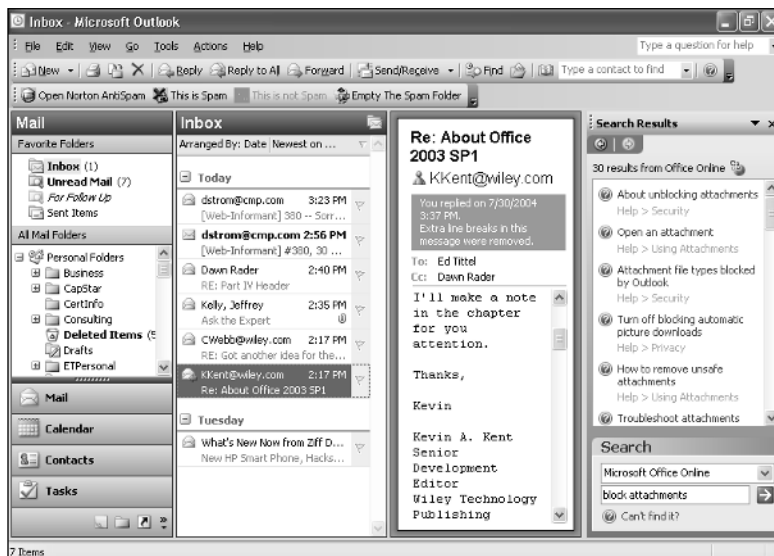 Inbox - Microsoft Outlook
File Edit View Go Tools Actions Help
Type a question for help
New Reply Reply to All Forward Send/Receive Find Type a contact to find
Open Norton AntiSpam This is Spam This is not Spam Empty The Spam Folder
Mail
Favorite Folders
Inbox (1)
Unread Mail (7)
For Follow Up
Sent Items
All Mail Folders
Personal Folders
Business
CapStar
CertInfo
Consulting
Deleted Items (5
Drafts
ETPersonal
Mail
Calendar
Contacts
Tasks
Inbox
Arranged By: Date Newest on ...
Today
dstrom@cmp.com 3:23 PM
[Web-Informant] 380 -- Sorr...
dstrom@cmp.com 2:56 PM
[Web-Informant] #380, 30 ...
Dawn Rader 2:40 PM
RE: Part IV Header
Kelly, Jeffrey 2:35 PM
Ask the Expert
CWebb@wiley.com 2:17 PM
RE: Got another idea for the...
KKent@wiley.com 2:17 PM
Re: About Office 2003 SP1
Tuesday
What's New Now from Ziff D...
New HP Smart Phone, Hacks...
Re: About Office
2003 SP1
KKent@wiley.com
You replied on 7/30/2004
3:37 PM.
Extra line breaks in this
message were removed.
To: Ed Tittel
Cc: Dawn Rader
I'll make a note
in the chapter
for you
attention.
Thanks,
Kevin
Kevin A. Kent
Senior
Development
Editor
Wiley Technology
Publishing
Search Results
30 results from Office Online
About unblocking attachments
Help > Security
Open an attachment
Help > Using Attachments
Attachment file types blocked
by Outlook
Help > Security
Turn off blocking automatic
picture downloads
Help > Privacy
How to remove unsafe
attachments
Help > Using Attachments
Troubleshoot attachments
Search
Microsoft Office Online
block attachments
Can't find it?
7 Items